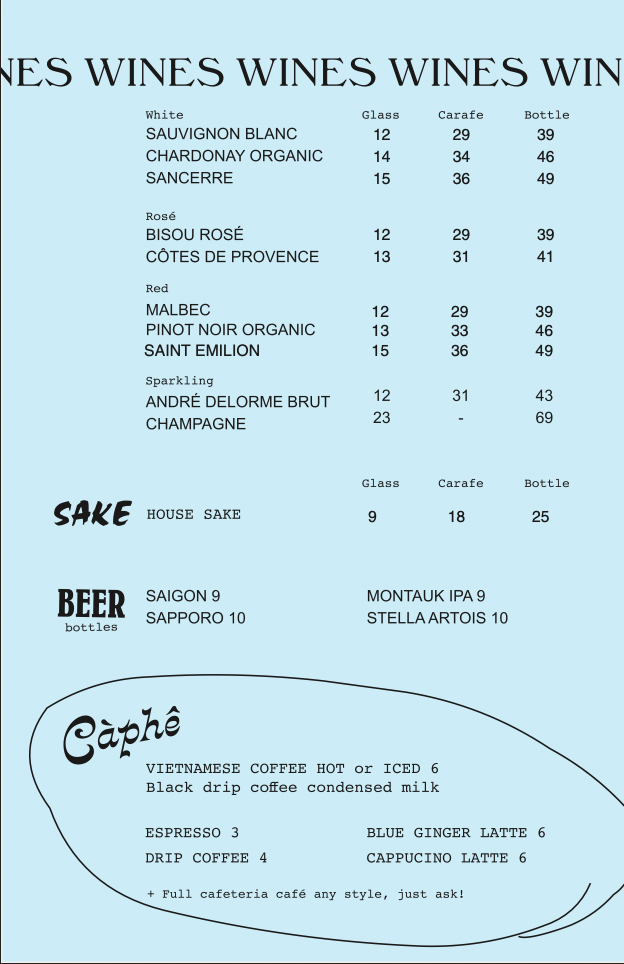 NES WINES WINES WINES WIN
White Glass Carafe Bottle
SAUVIGNON BLANC 12 29 39
CHARDONAY ORGANIC 14 34 46
SANCERRE 15 36 49
Rosé
BISOU ROSÉ 12 29 39
CÔTES DE PROVENCE 13 31 41
Red
MALBEC 12 29 39
PINOT NOIR ORGANIC 13 33 46
SAINT EMILION 15 36 49
Sparkling
ANDRÉ DELORME BRUT 12 31 43
CHAMPAGNE 23 - 69
Glass Carafe Bottle
SAKE HOUSE SAKE 9 18 25
BEER SAIGON 9 MONTAUK IPA 9
bottles SAPPORO 10 STELLA ARTOIS 10
Càphê
VIETNAMESE COFFEE HOT or ICED 6
Black drip coffee condensed milk
ESPRESSO 3 BLUE GINGER LATTE 6
DRIP COFFEE 4 CAPPUCINO LATTE 6
+ Full cafeteria café any style, just ask!